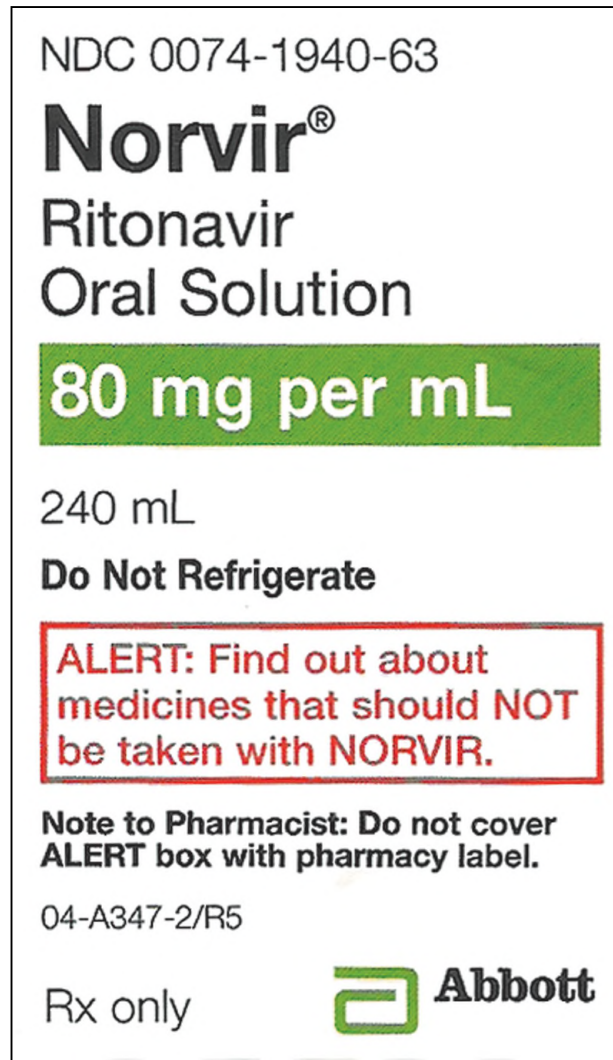 NDC 0074-1940-63
Norvir®
Ritonavir
Oral Solution
80 mg per mL
240 mL
Do Not Refrigerate
ALERT: Find out about
medicines that should NOT
be taken with NORVIR.
Note to Pharmacist: Do not cover
ALERT box with pharmacy label.
04-A347-2/R5
Rx only
Abbott